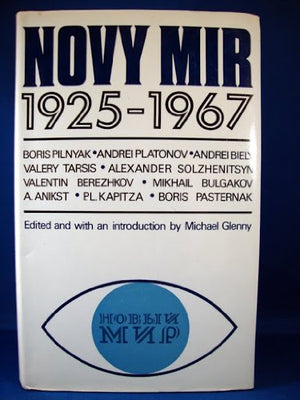 NOVY MIR
1925-1967
BORIS PILNYAK • ANDREI PLATONOV • ANDREI BIELY
VALERY TARSIS • ALEXANDER SOLZHENITSYN
VALENTIN BEREZHKOV • MIKHAIL BULGAKOV
A. ANIKST • P.L. KAPITZA • BORIS PASTERNAK
Edited and with an introduction by Michael Glenny
НОВЫЙ
МИР